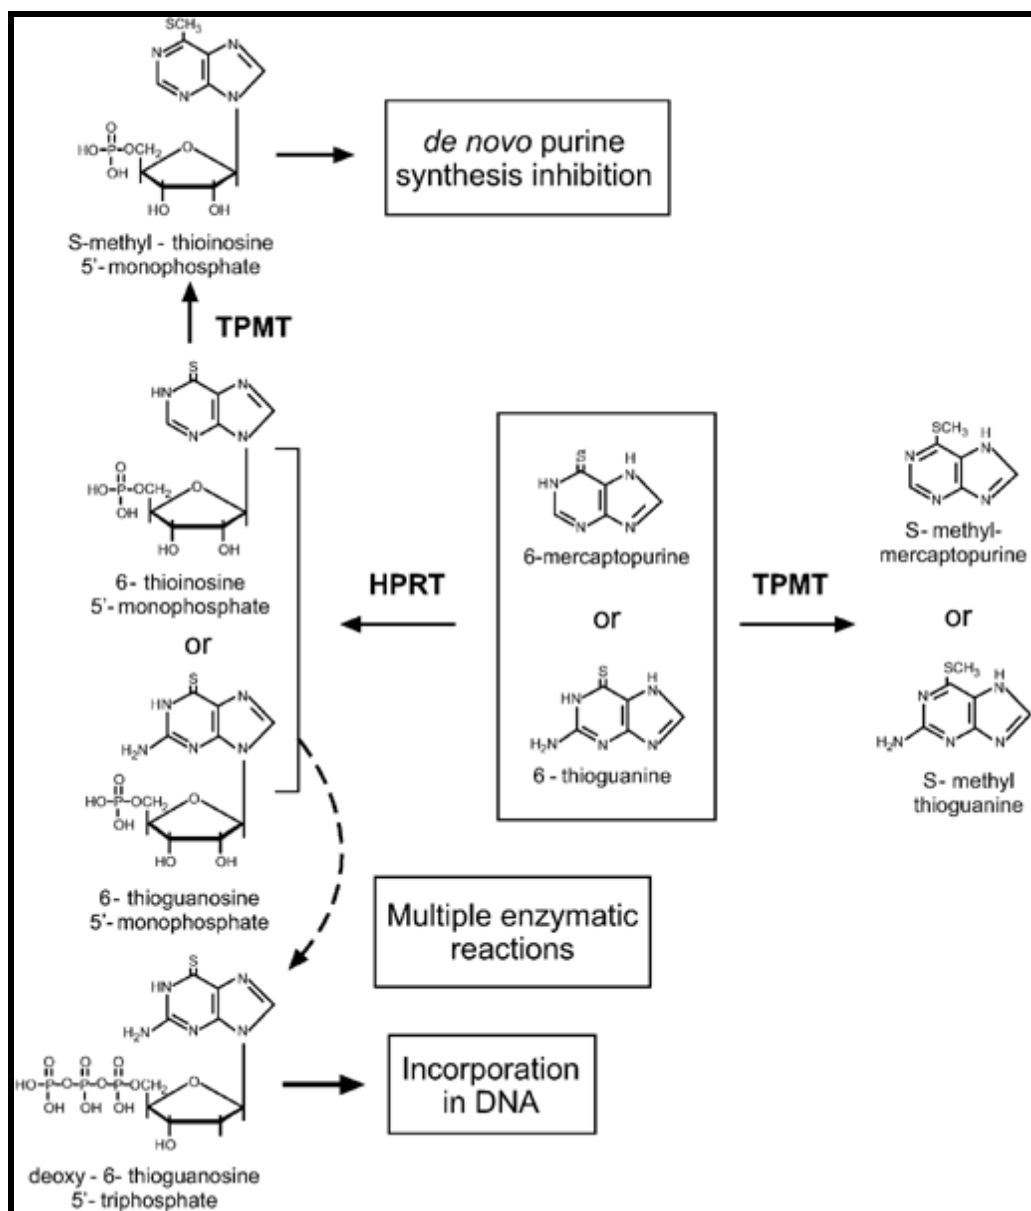 SCH3
N
N
N
N
O
HO-P-OCH2
OH
O
HO OH
S-methyl - thioinosine
5'- monophosphate
de novo purine
synthesis inhibition
TPMT
S
HN
N
N
N
O
HO-P-OCH2
OH
O
HO OH
6- thioinosine
5'- monophosphate
or
S
HN
N
H2N
N
N
O
HO-P-OCH2
OH
O
HO OH
6- thioguanosine
5'- monophosphate
HPRT
S
H
HN
N
N
N
6-mercaptopurine
or
S
H
HN
N
H2N
N
N
6 - thioguanine
TPMT
SCH3
H
N
N
N
N
S- methyl-
mercaptopurine
or
SCH3
H
N
N
H2N
N
N
S- methyl
thioguanine
Multiple enzymatic
reactions
S
HN
N
H2N
N
N
O O O
HO-P-O-P-O-P-OCH2
OH OH OH
O
HO
deoxy - 6- thioguanosine
5'- triphosphate
Incorporation
in DNA